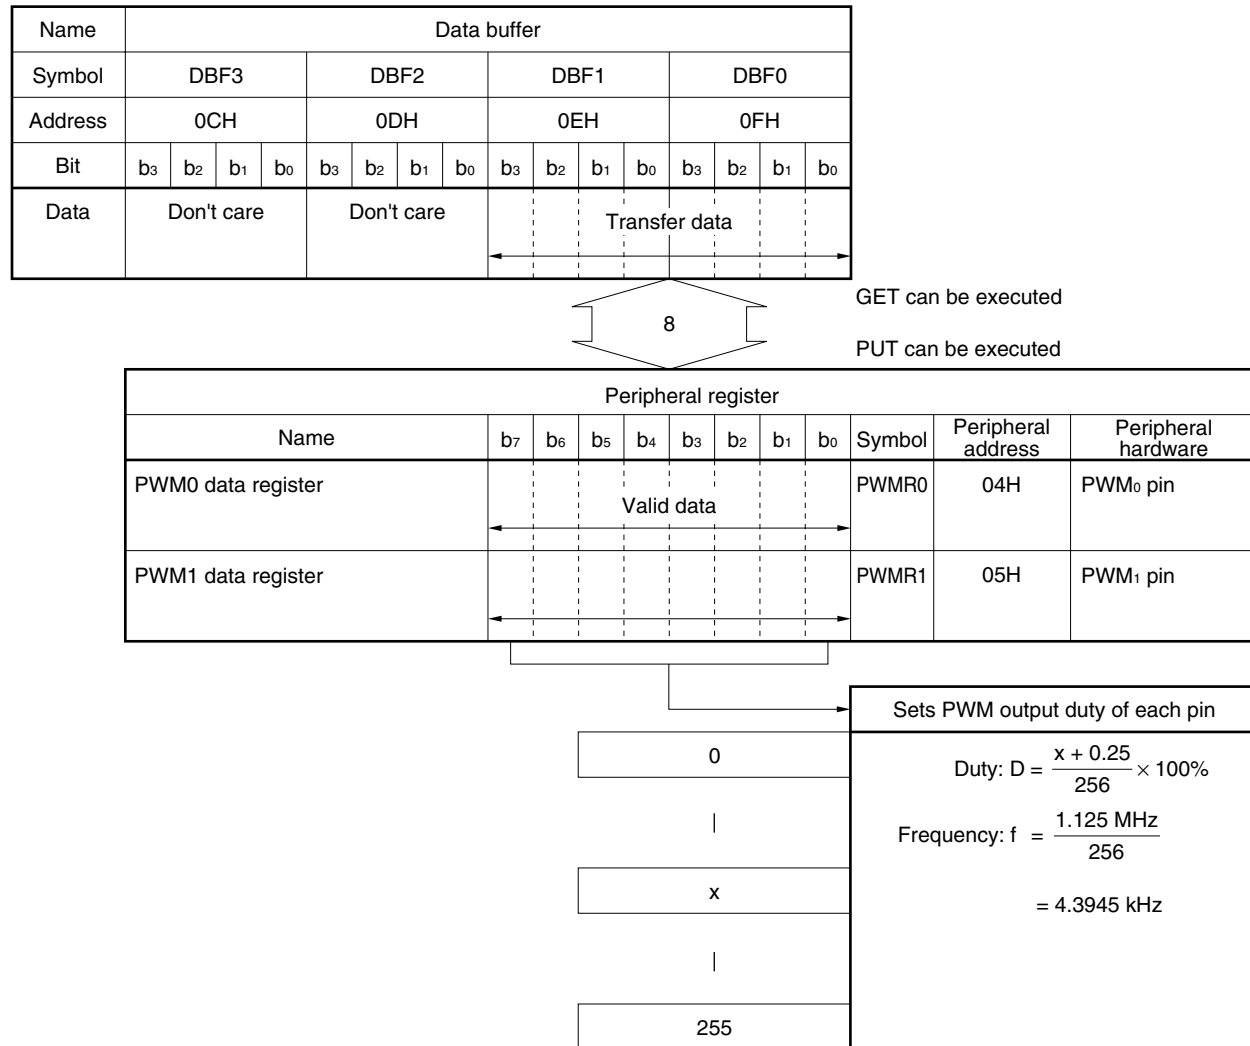 Name Data buffer
Symbol DBF3 DBF2 DBF1 DBF0
Address 0CH 0DH 0EH 0FH
Bit b3 b2 b1 b0 b3 b2 b1 b0 b3 b2 b1 b0 b3 b2 b1 b0
Data Don't care Don't care Transfer data
GET can be executed
8
PUT can be executed
Peripheral register
Name b7 b6 b5 b4 b3 b2 b1 b0 Symbol Peripheral address Peripheral hardware
PWM0 data register Valid data PWMR0 04H PWM0 pin
PWM1 data register PWMR1 05H PWM1 pin
Sets PWM output duty of each pin
0
Duty: D = x + 0.25 / 256 × 100%
Frequency: f = 1.125 MHz / 256
x
= 4.3945 kHz
255